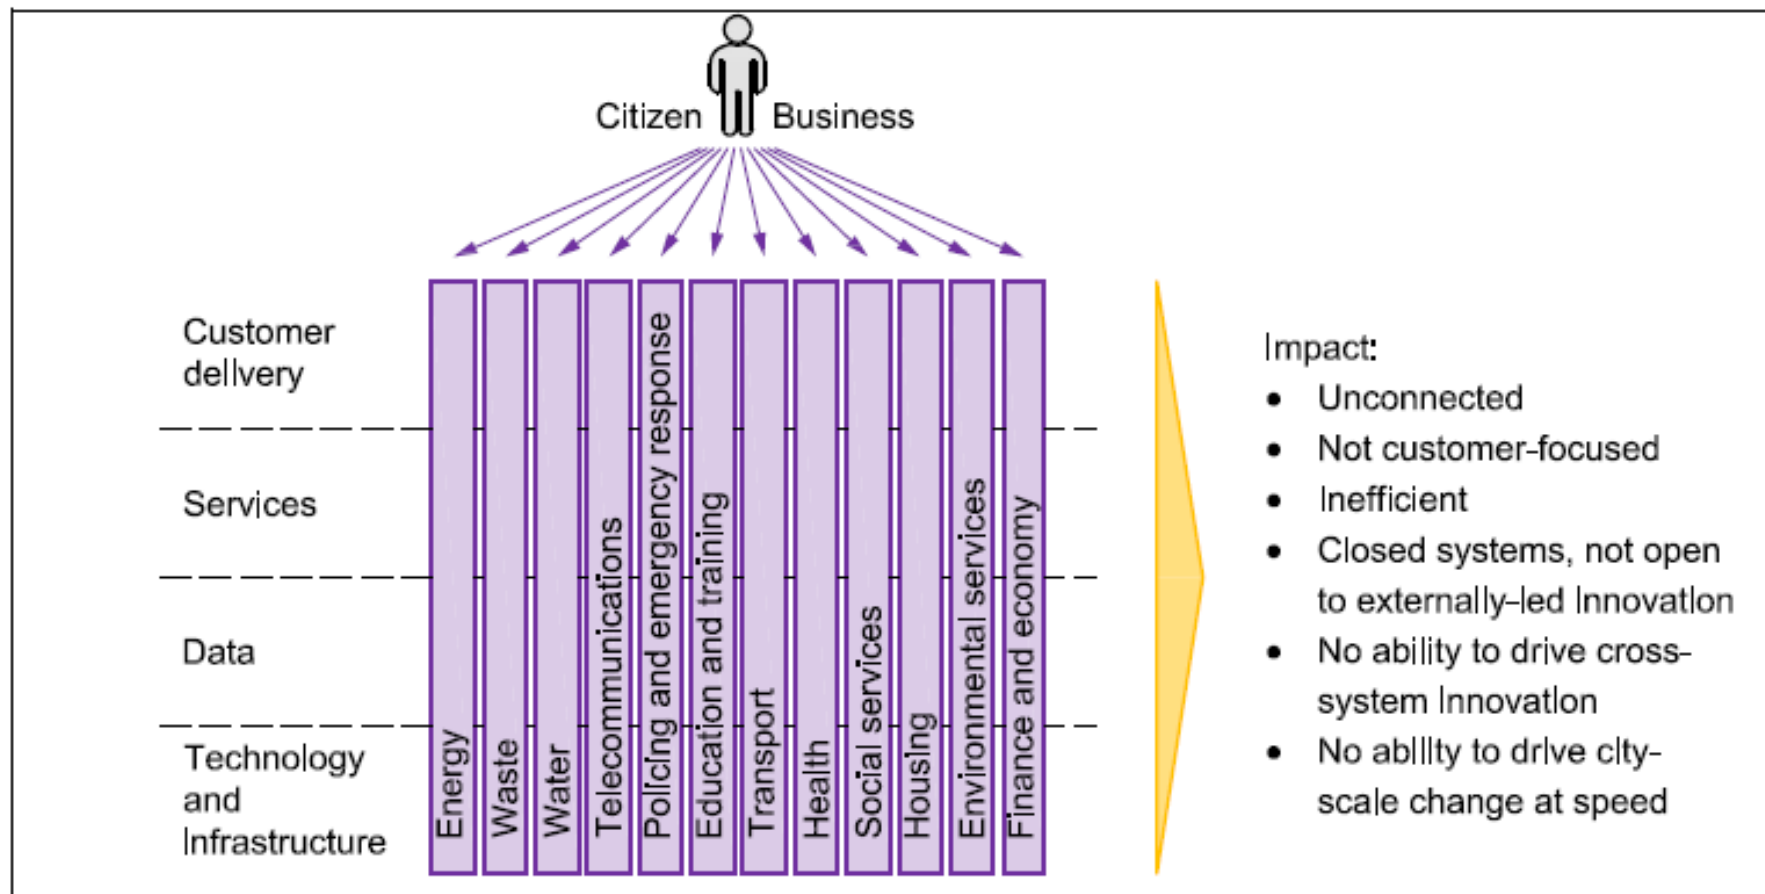 Citizen Business
Customer
delivery
Services
Data
Technology
and
Infrastructure
Energy
Waste
Water
Telecommunications
Policing and emergency response
Education and training
Transport
Health
Social services
Housing
Environmental services
Finance and economy
Impact:
• Unconnected
• Not customer-focused
• Inefficient
• Closed systems, not open
to externally-led Innovation
• No ability to drive cross-
system Innovation
• No ability to drive city-
scale change at speed